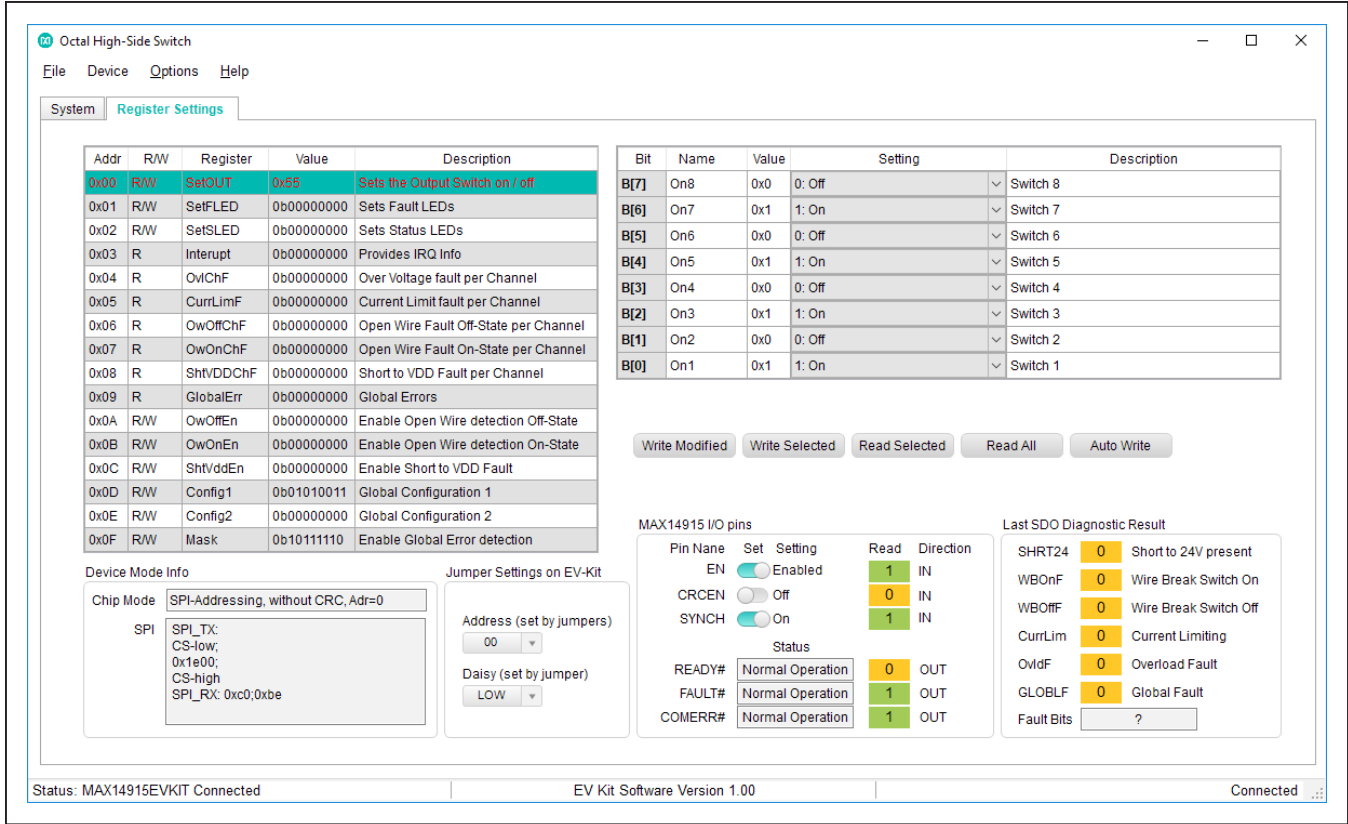 Octal High-Side Switch
File Device Options Help
System Register Settings
Addr R/W Register Value Description
0x00 R/W SetOUT 0x55 Sets the Output Switch on / off
0x01 R/W SetFLED 0b00000000 Sets Fault LEDs
0x02 R/W SetSLED 0b00000000 Sets Status LEDs
0x03 R Interupt 0b00000000 Provides IRQ Info
0x04 R OvlChF 0b00000000 Over Voltage fault per Channel
0x05 R CurrLimF 0b00000000 Current Limit fault per Channel
0x06 R OwOffChF 0b00000000 Open Wire Fault Off-State per Channel
0x07 R OwOnChF 0b00000000 Open Wire Fault On-State per Channel
0x08 R ShtVDDChF 0b00000000 Short to VDD Fault per Channel
0x09 R GlobalErr 0b00000000 Global Errors
0x0A R/W OwOffEn 0b00000000 Enable Open Wire detection Off-State
0x0B R/W OwOnEn 0b00000000 Enable Open Wire detection On-State
0x0C R/W ShtVddEn 0b00000000 Enable Short to VDD Fault
0x0D R/W Config1 0b01010011 Global Configuration 1
0x0E R/W Config2 0b00000000 Global Configuration 2
0x0F R/W Mask 0b10111110 Enable Global Error detection
Bit Name Value Setting Description
B[7] On8 0x0 0: Off Switch 8
B[6] On7 0x1 1: On Switch 7
B[5] On6 0x0 0: Off Switch 6
B[4] On5 0x1 1: On Switch 5
B[3] On4 0x0 0: Off Switch 4
B[2] On3 0x1 1: On Switch 3
B[1] On2 0x0 0: Off Switch 2
B[0] On1 0x1 1: On Switch 1
Write Modified Write Selected Read Selected Read All Auto Write
Device Mode Info
Chip Mode SPI-Addressing, without CRC, Adr=0
SPI SPI_TX:
CS-low;
0x1e00;
CS-high
SPI_RX: 0xc0;0xbe
Jumper Settings on EV-Kit
Address (set by jumpers)
00
Daisy (set by jumper)
LOW
MAX14915 I/O pins
Pin Nane Set Setting Read Direction
EN Enabled 1 IN
CRCEN Off 0 IN
SYNCH On 1 IN
Status
READY# Normal Operation 0 OUT
FAULT# Normal Operation 1 OUT
COMERR# Normal Operation 1 OUT
Last SDO Diagnostic Result
SHRT24 0 Short to 24V present
WBOnF 0 Wire Break Switch On
WBOffF 0 Wire Break Switch Off
CurrLim 0 Current Limiting
OvldF 0 Overload Fault
GLOBLF 0 Global Fault
Fault Bits ?
Status: MAX14915EVKIT Connected EV Kit Software Version 1.00 Connected